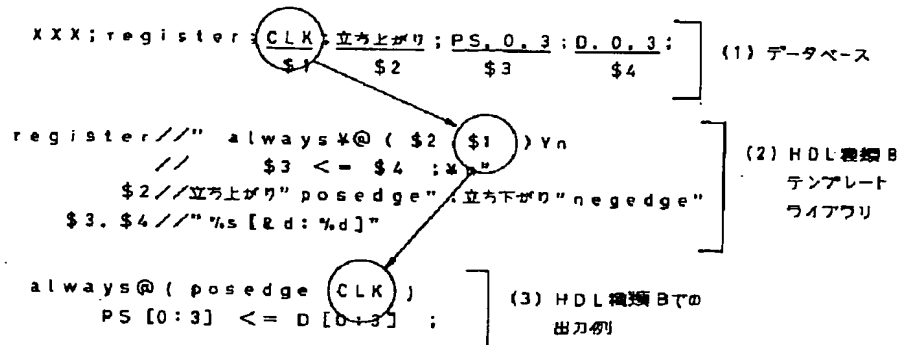 XXX;register;CLK;立ち上がり;PS,0,3;D,0,3;
$1 $2 $3 $4
(1) データベース
register//" always¥@( $2 $1 )¥n
// $3 <= $4 ;¥n"
$2//立ち上がり"posedge",立ち下がり"negedge"
$3, $4//"%s[&d:%d]"
(2) HDL種類B
テンプレート
ライブラリ
always@( posedge CLK )
PS[0:3] <= D[0:3] ;
(3) HDL種類Bでの
出力例